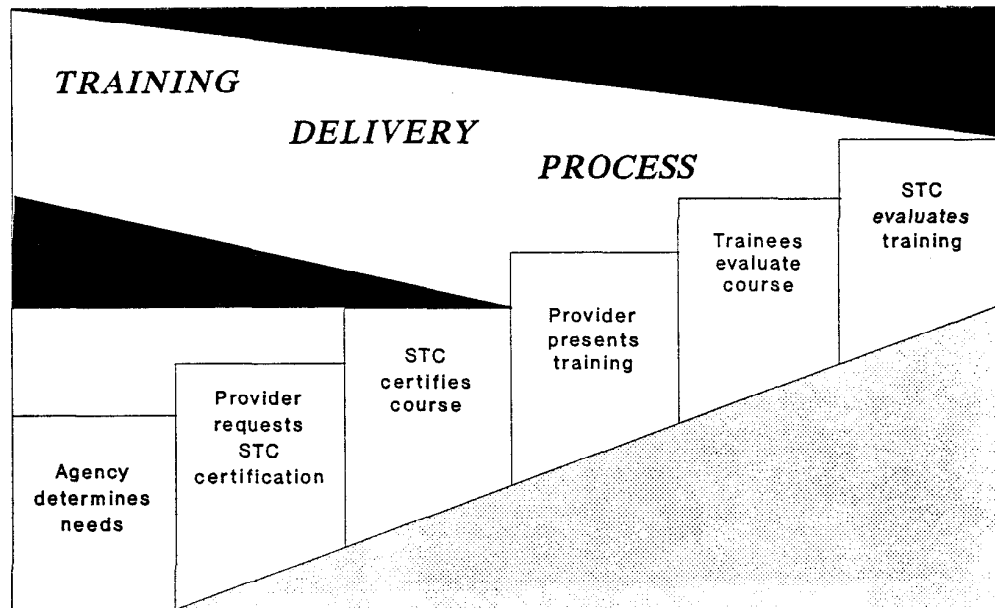 TRAINING
DELIVERY
PROCESS
Agency
determines
needs
Provider
requests
STC
certification
STC
certifies
course
Provider
presents
training
Trainees
evaluate
course
STC
evaluates
training